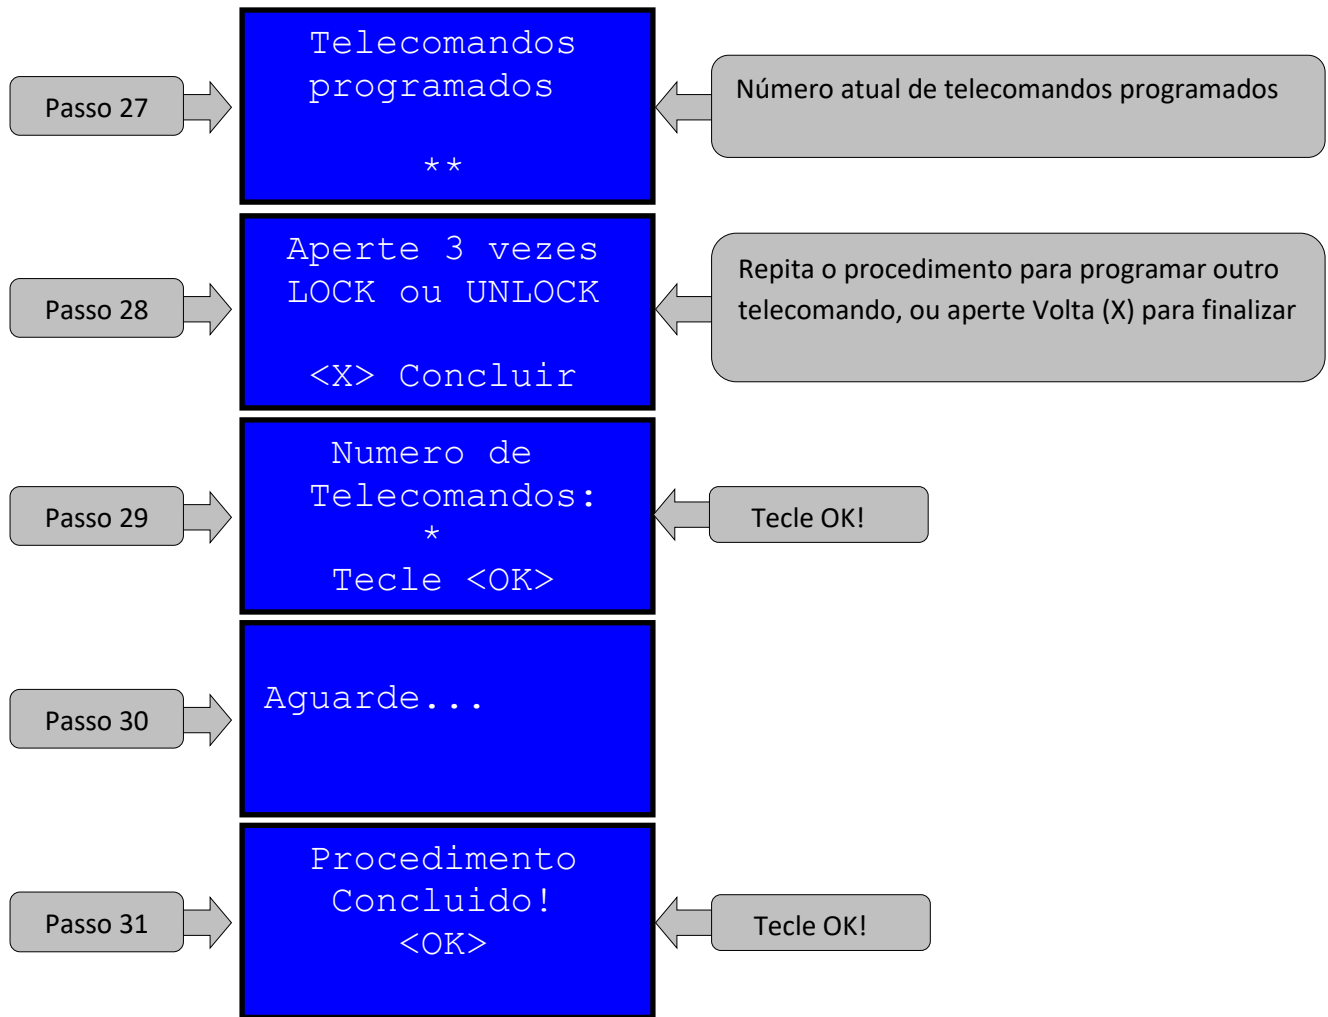 Passo 27
Telecomandos
programados
**
Número atual de telecomandos programados
Passo 28
Aperte 3 vezes
LOCK ou UNLOCK
<X> Concluir
Repita o procedimento para programar outro
telecomando, ou aperte Volta (X) para finalizar
Passo 29
Numero de
Telecomandos:
*
Tecle <OK>
Tecle OK!
Passo 30
Aguarde...
Passo 31
Procedimento
Concluido!
<OK>
Tecle OK!